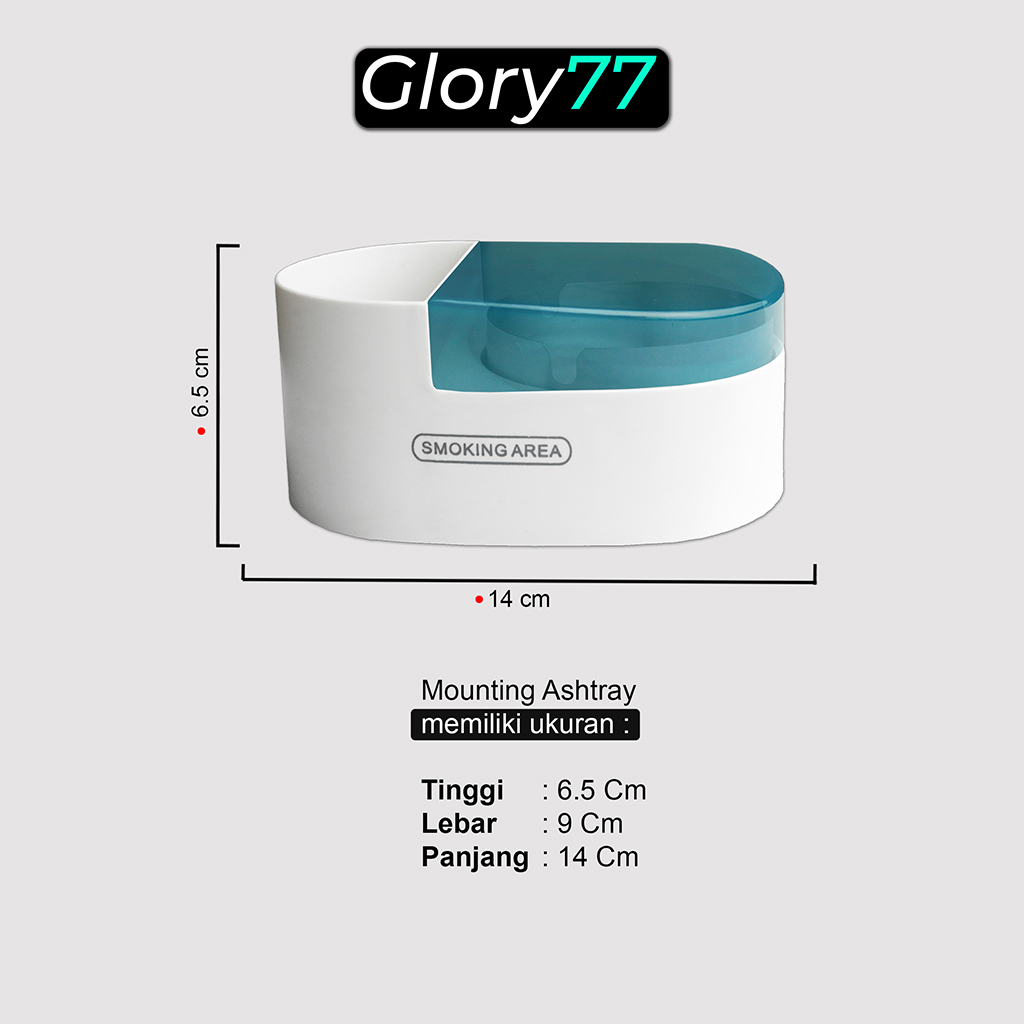 Glory77
6.5 cm
SMOKING AREA
14 cm
Mounting Ashtray
memiliki ukuran :
Tinggi : 6.5 Cm
Lebar : 9 Cm
Panjang : 14 Cm